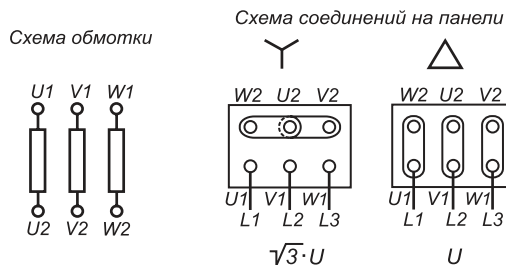 Схема обмотки
U1 V1 W1
U2 V2 W2
Схема соединений на панели
W2 U2 V2
U1 V1 W1
L1 L2 L3
√3·U
W2 U2 V2
U1 V1 W1
L1 L2 L3
U